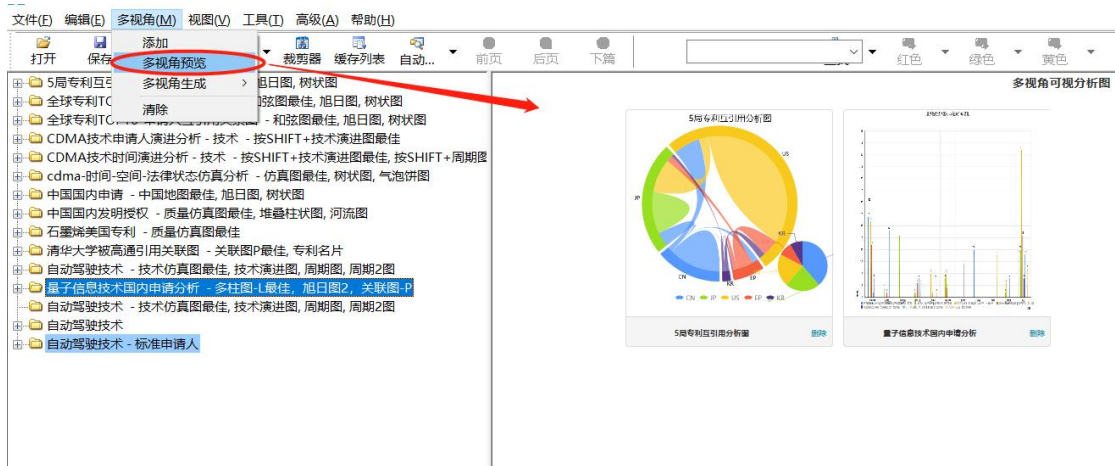 文件(F) 编辑(E) 多视角(M) 视图(V) 工具(T) 高级(A) 帮助(H)
打开 保存 裁剪器 缓存列表 自动... 前页 后页 下篇 红色 绿色 黄色
添加
多视角预览
多视角生成 >
清除
5局专利互引 旭日图, 树状图
全球专利TO 和弦图最佳, 旭日图, 树状图
全球专利TO - 和弦图最佳, 旭日图, 树状图
CDMA技术申请人演进分析 - 技术 - 按SHIFT+技术演进图最佳
CDMA技术时间演进分析 - 技术 - 按SHIFT+技术演进图最佳, 按SHIFT+周期图
cdma-时间-空间-法律状态仿真分析 - 仿真图最佳, 树状图, 气泡饼图
中国国内申请 - 中国地图最佳, 旭日图, 树状图
中国国内发明授权 - 质量仿真图最佳, 堆叠柱状图, 河流图
石墨烯美国专利 - 质量仿真图最佳
清华大学被高通引用关联图 - 关联图P最佳, 专利名片
自动驾驶技术 - 技术仿真图最佳, 技术演进图, 周期图, 周期2图
量子信息技术国内申请分析 - 多柱图-L最佳, 旭日图2, 关联图-P
自动驾驶技术 - 技术仿真图最佳, 技术演进图, 周期图, 周期2图
自动驾驶技术
自动驾驶技术 - 标准申请人
多视角可视分析图
5局专利互引用分析图
US
JP
KR
CN
KR
EP
CN JP US EP KR
5局专利互引用分析图 删除
量子信息技术国内申请分析 删除